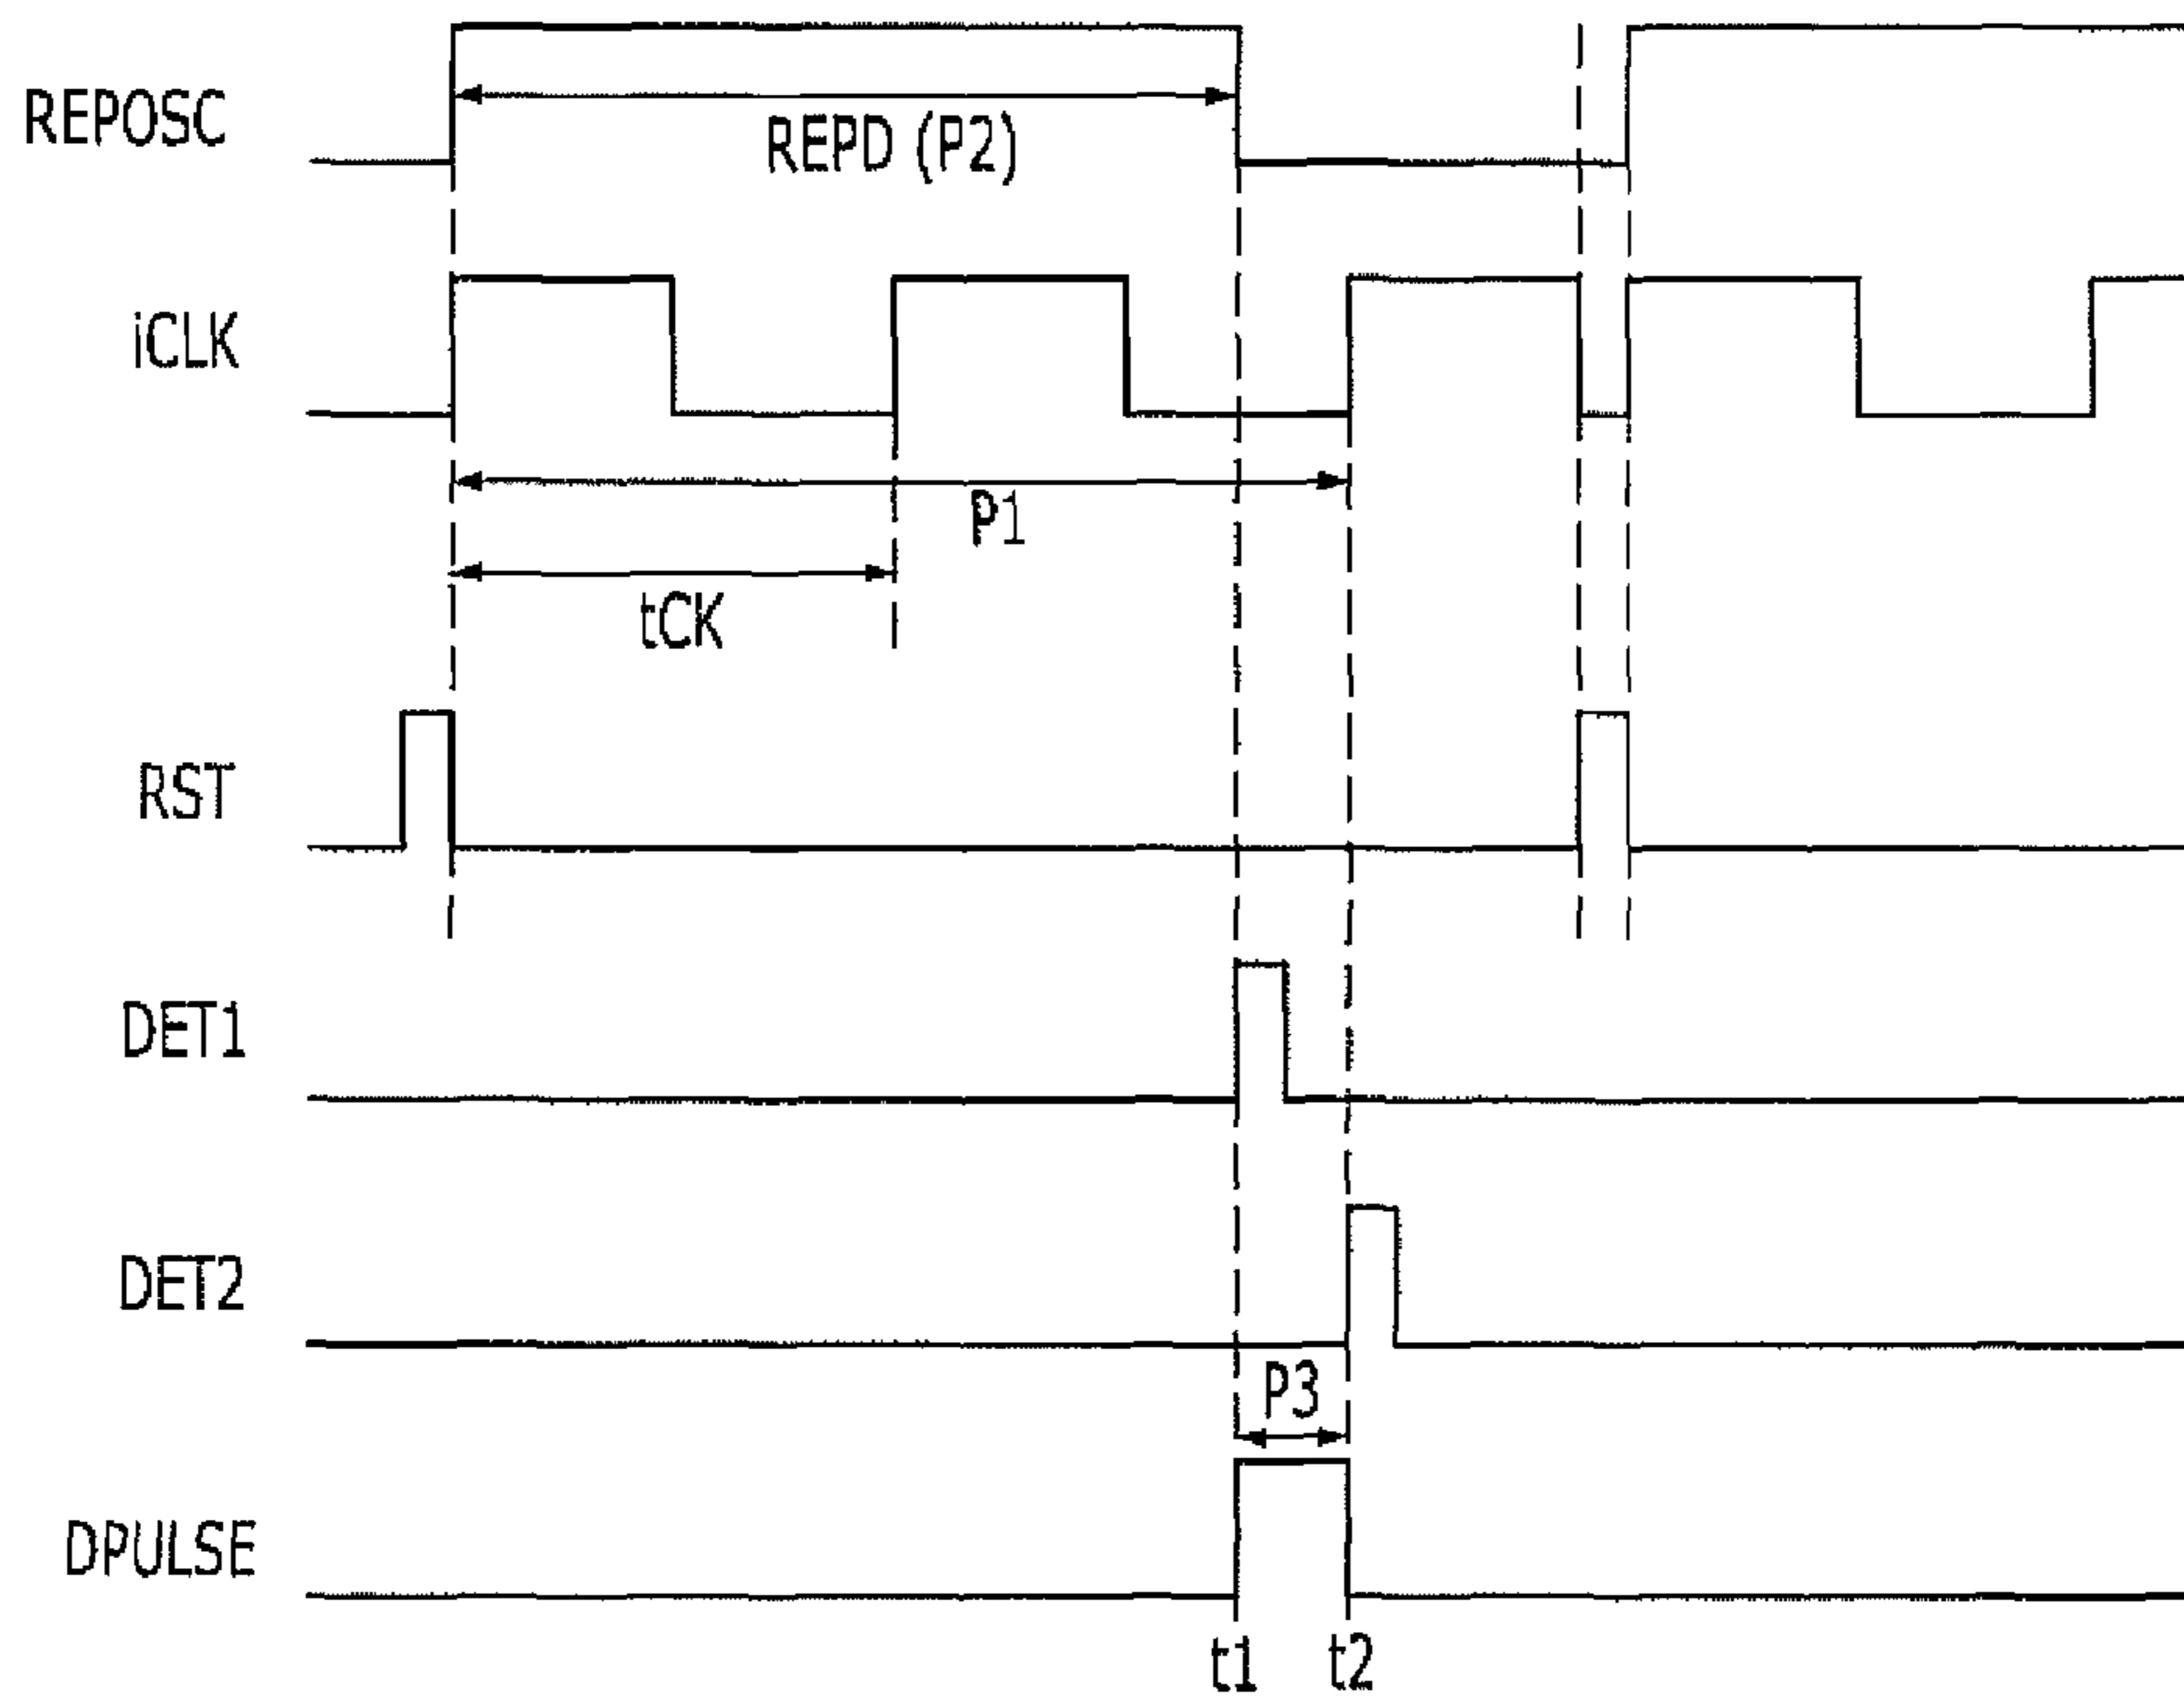 REPOSC
REPD (P2)
iCLK
P1
tCK
RST
DET1
DET2
P3
DPULSE
t1 t2